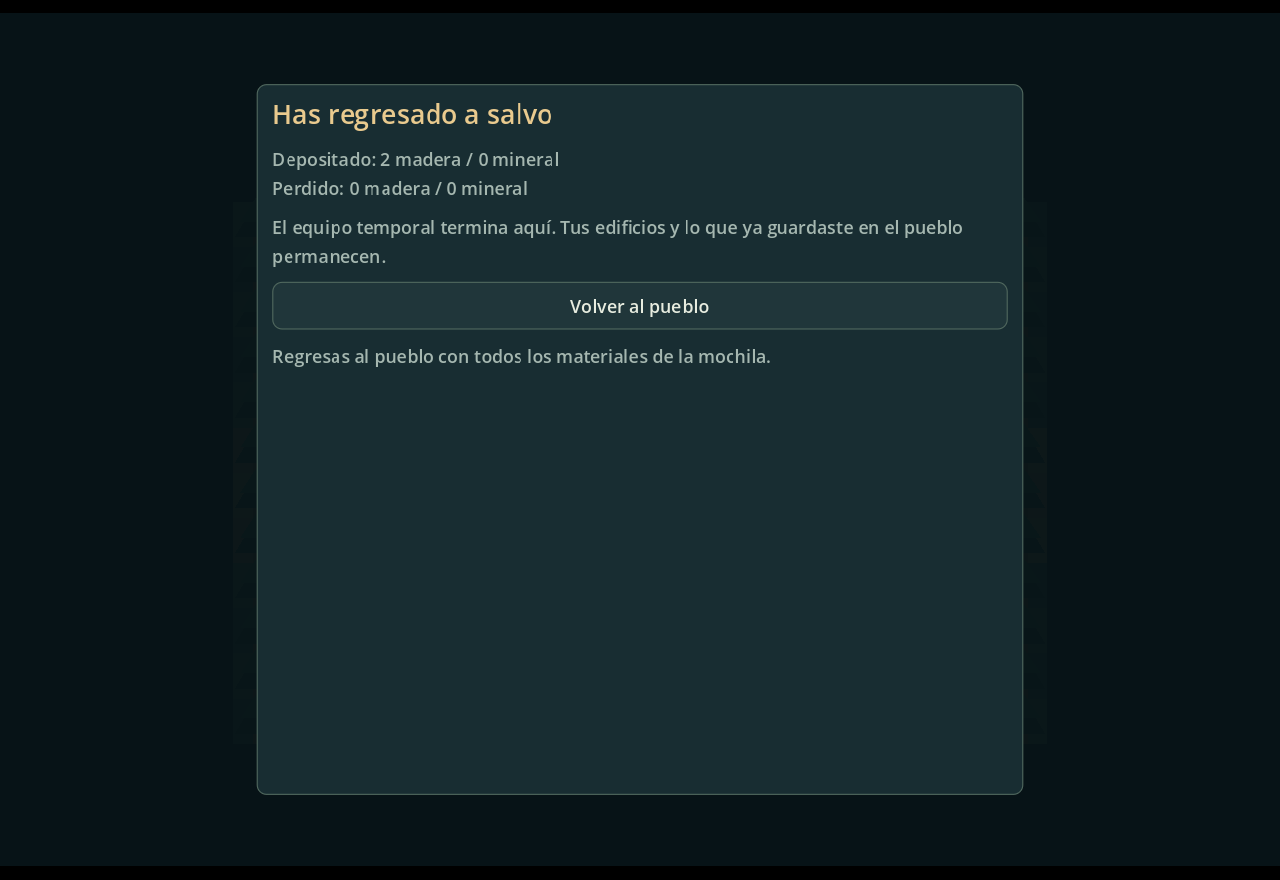 Has regresado a salvo
Depositado: 2 madera / 0 mineral
Perdido: 0 madera / 0 mineral
El equipo temporal termina aquí. Tus edificios y lo que ya guardaste en el pueblo
permanecen.
Volver al pueblo
Regresas al pueblo con todos los materiales de la mochila.